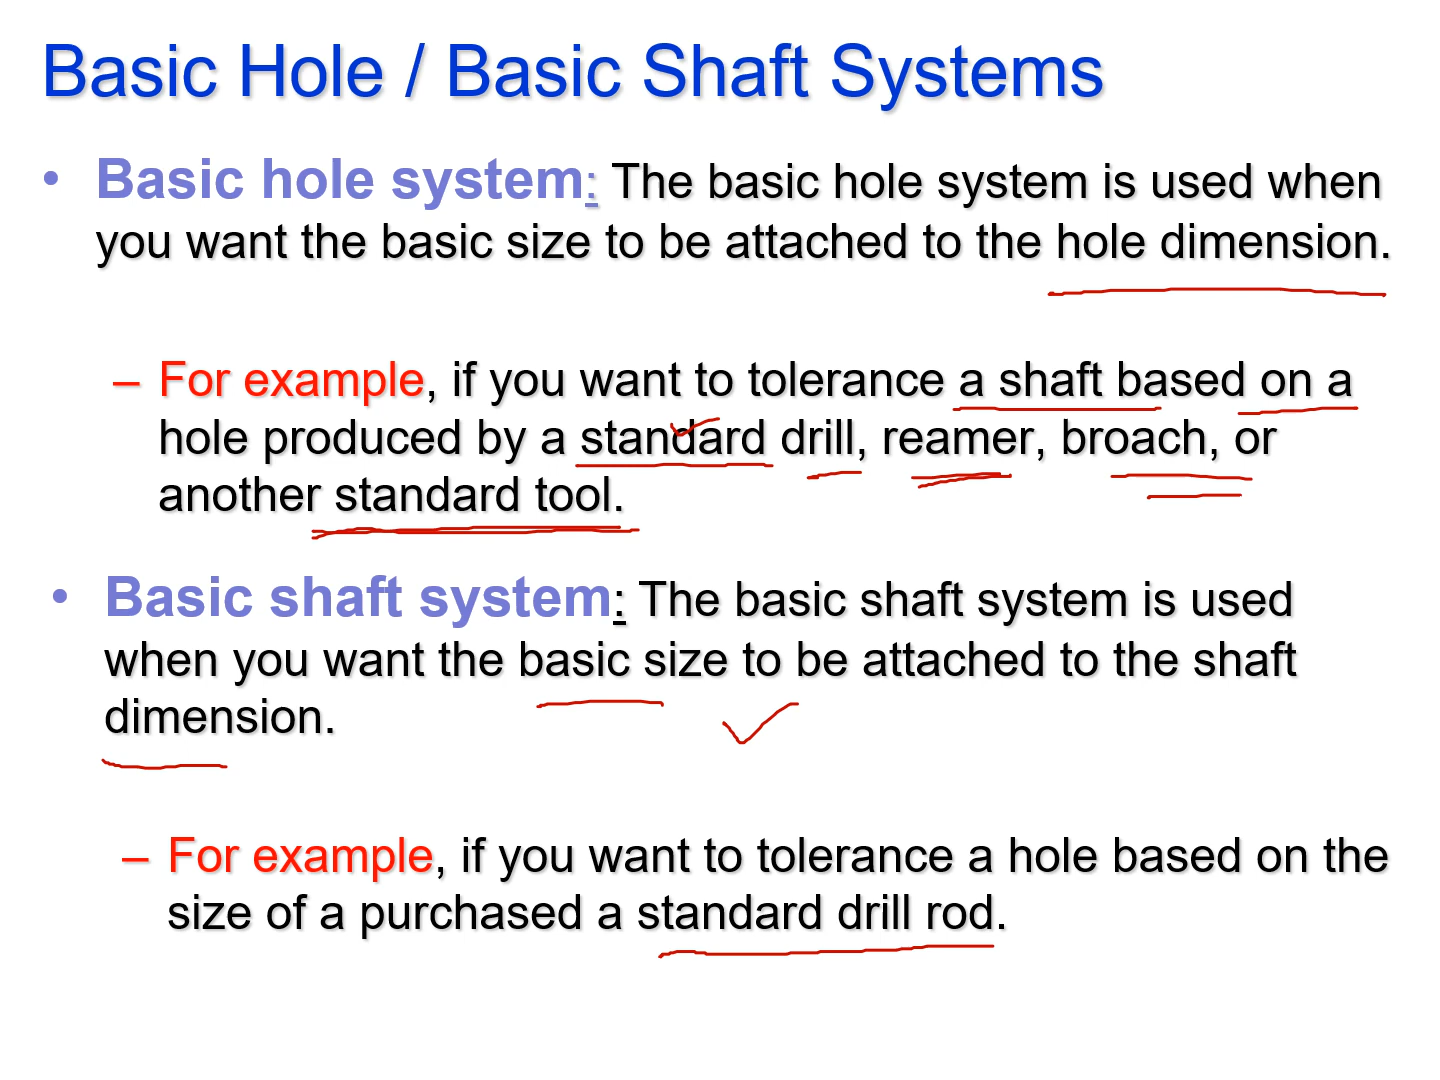 Basic Hole / Basic Shaft Systems
• Basic hole system: The basic hole system is used when
you want the basic size to be attached to the hole dimension.
– For example, if you want to tolerance a shaft based on a
hole produced by a standard drill, reamer, broach, or
another standard tool.
• Basic shaft system: The basic shaft system is used
when you want the basic size to be attached to the shaft
dimension.
– For example, if you want to tolerance a hole based on the
size of a purchased a standard drill rod.